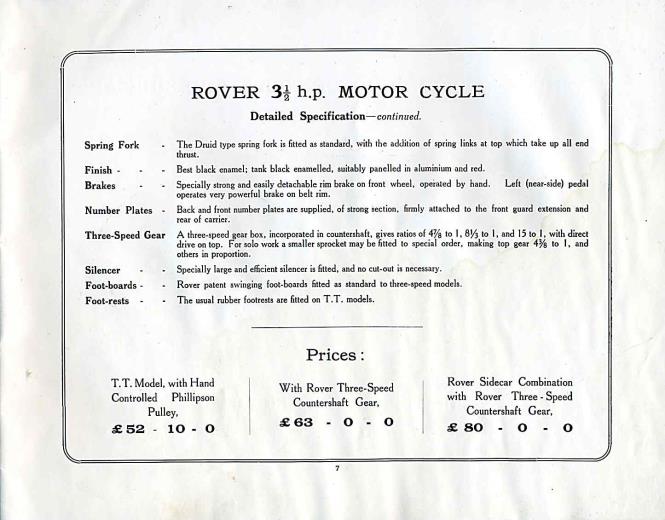 ROVER 3½ h.p. MOTOR CYCLE
Detailed Specification—continued.
Spring Fork - The Druid type spring fork is fitted as standard, with the addition of spring links at top which take up all end
thrust.
Finish - - - Best black enamel; tank black enamelled, suitably panelled in aluminium and red.
Brakes - - Specially strong and easily detachable rim brake on front wheel, operated by hand. Left (near-side) pedal
operates very powerful brake on belt rim.
Number Plates - Back and front number plates are supplied, of strong section, firmly attached to the front guard extension and
rear of carrier.
Three-Speed Gear A three-speed gear box, incorporated in countershaft, gives ratios of 4⅞ to 1, 8½ to 1, and 15 to 1, with direct
drive on top. For solo work a smaller sprocket may be fitted to special order, making top gear 4⅜ to 1, and
others in proportion.
Silencer - - Specially large and efficient silencer is fitted, and no cut-out is necessary.
Foot-boards - - Rover patent swinging foot-boards fitted as standard to three-speed models.
Foot-rests - - The usual rubber footrests are fitted on T.T. models.
Prices :
T.T. Model, with Hand
Controlled Phillipson
Pulley,
£52 - 10 - 0
With Rover Three-Speed
Countershaft Gear,
£63 - 0 - 0
Rover Sidecar Combination
with Rover Three-Speed
Countershaft Gear,
£80 - 0 - 0
7